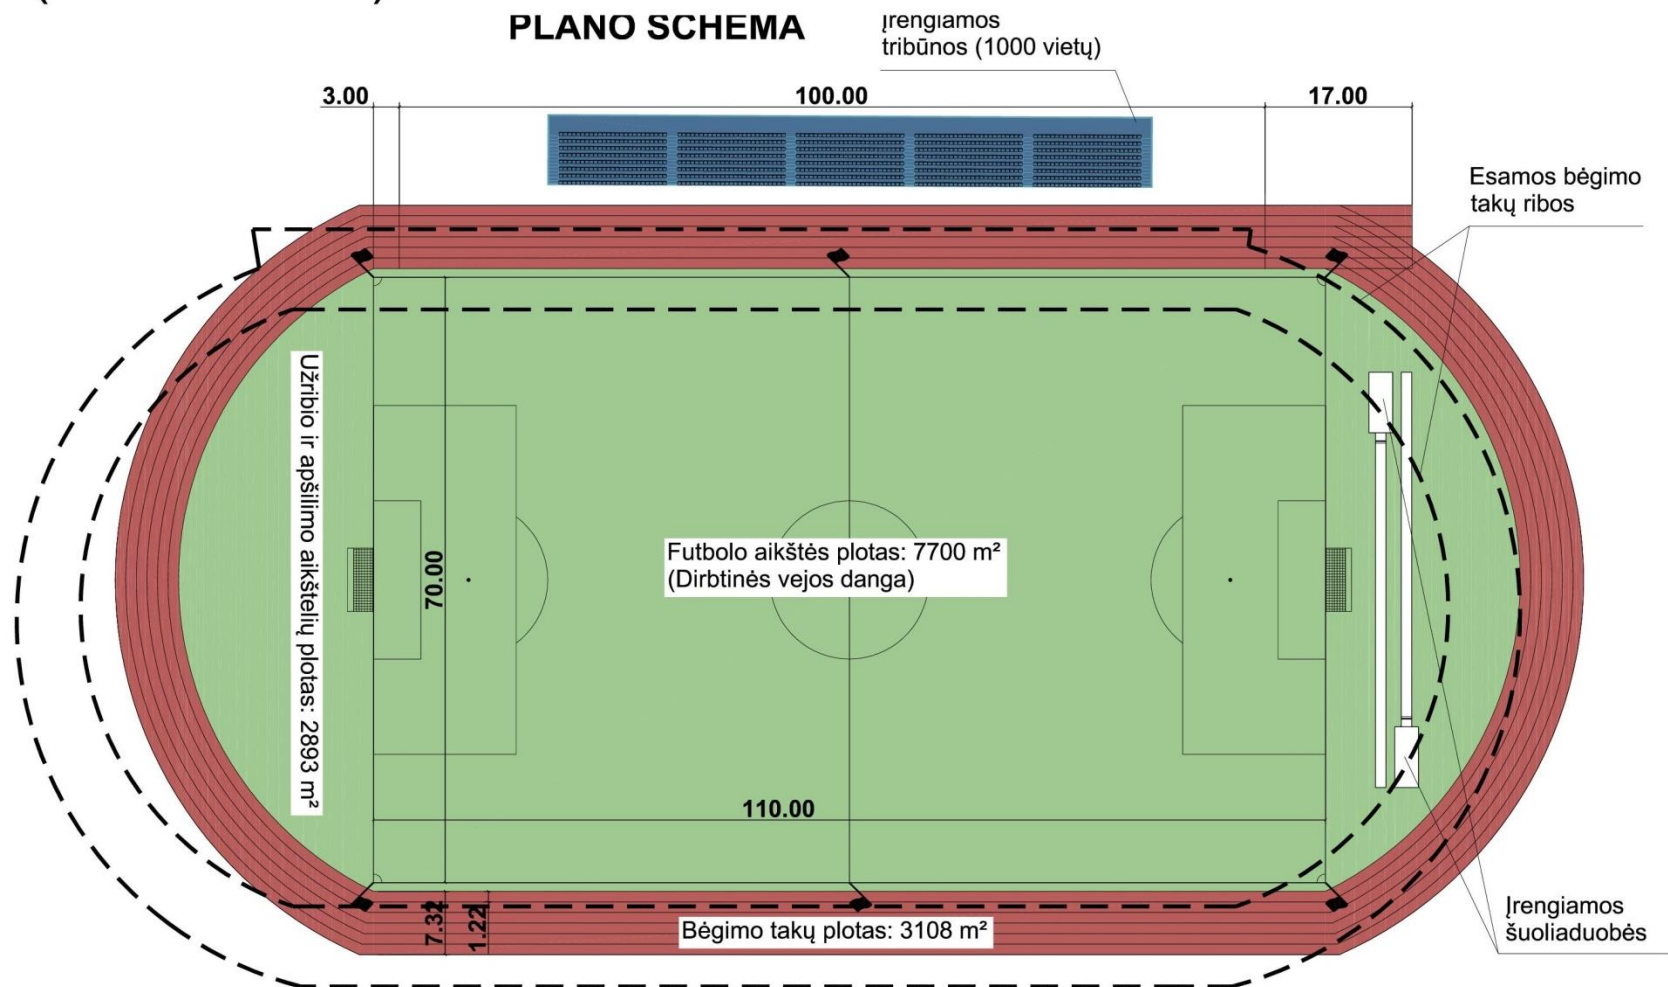 PLANO SCHEMA
Įrengiamos
tribūnos (1000 vietų)
3.00
100.00
17.00
Esamos bėgimo
takų ribos
Užribio ir apšilimo aikštelių plotas: 2893 m²
70.00
Futbolo aikštės plotas: 7700 m²
(Dirbtinės vejos danga)
110.00
7.32
1.22
Bėgimo takų plotas: 3108 m²
Įrengiamos
šuoliaduobės